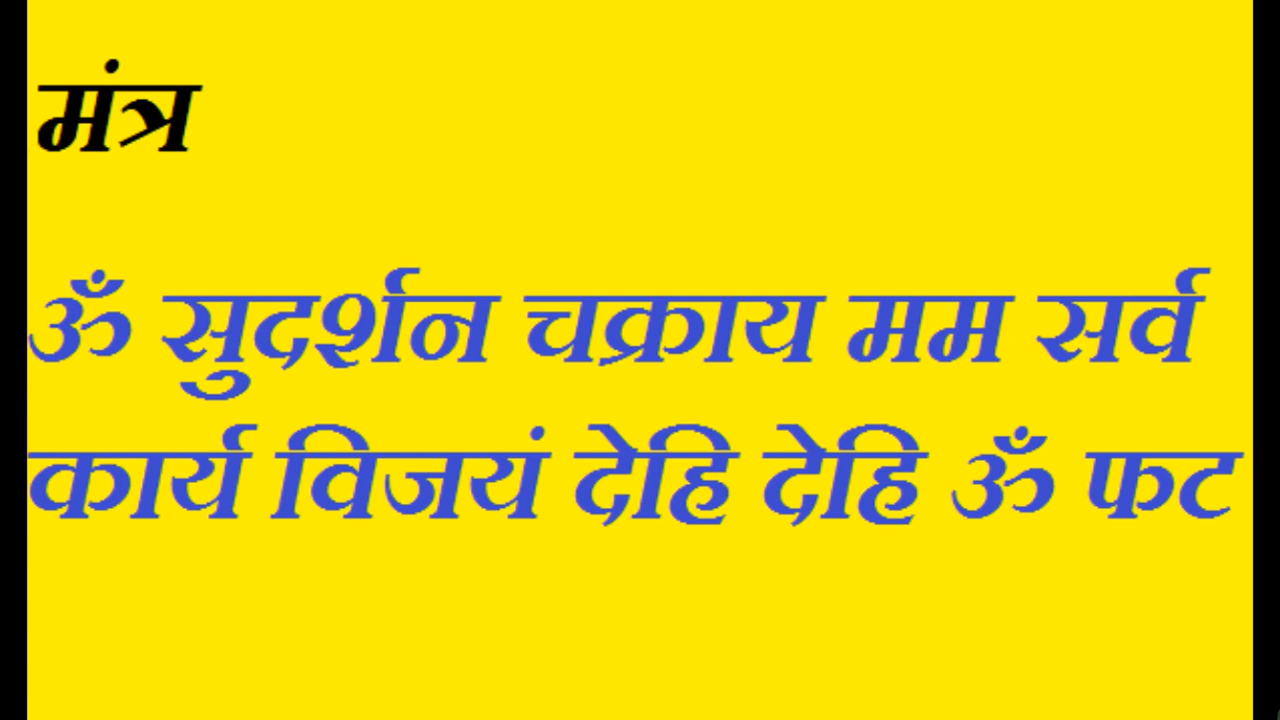 मंत्र
ॐ सुदर्शन चक्राय मम सर्व
कार्य विजयं देहि देहि ॐ फट